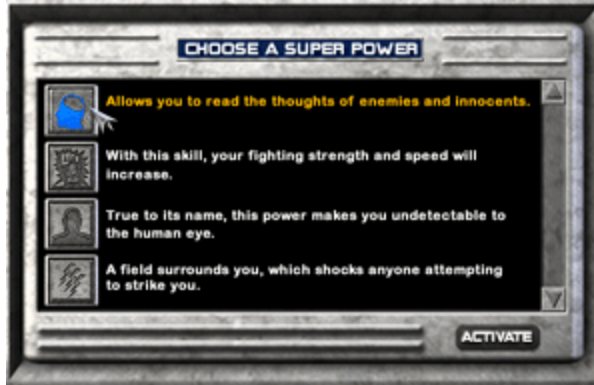 CHOOSE A SUPER POWER
Allows you to read the thoughts of enemies and innocents.
With this skill, your fighting strength and speed will
increase.
True to its name, this power makes you undetectable to
the human eye.
A field surrounds you, which shocks anyone attempting
to strike you.
ACTIVATE